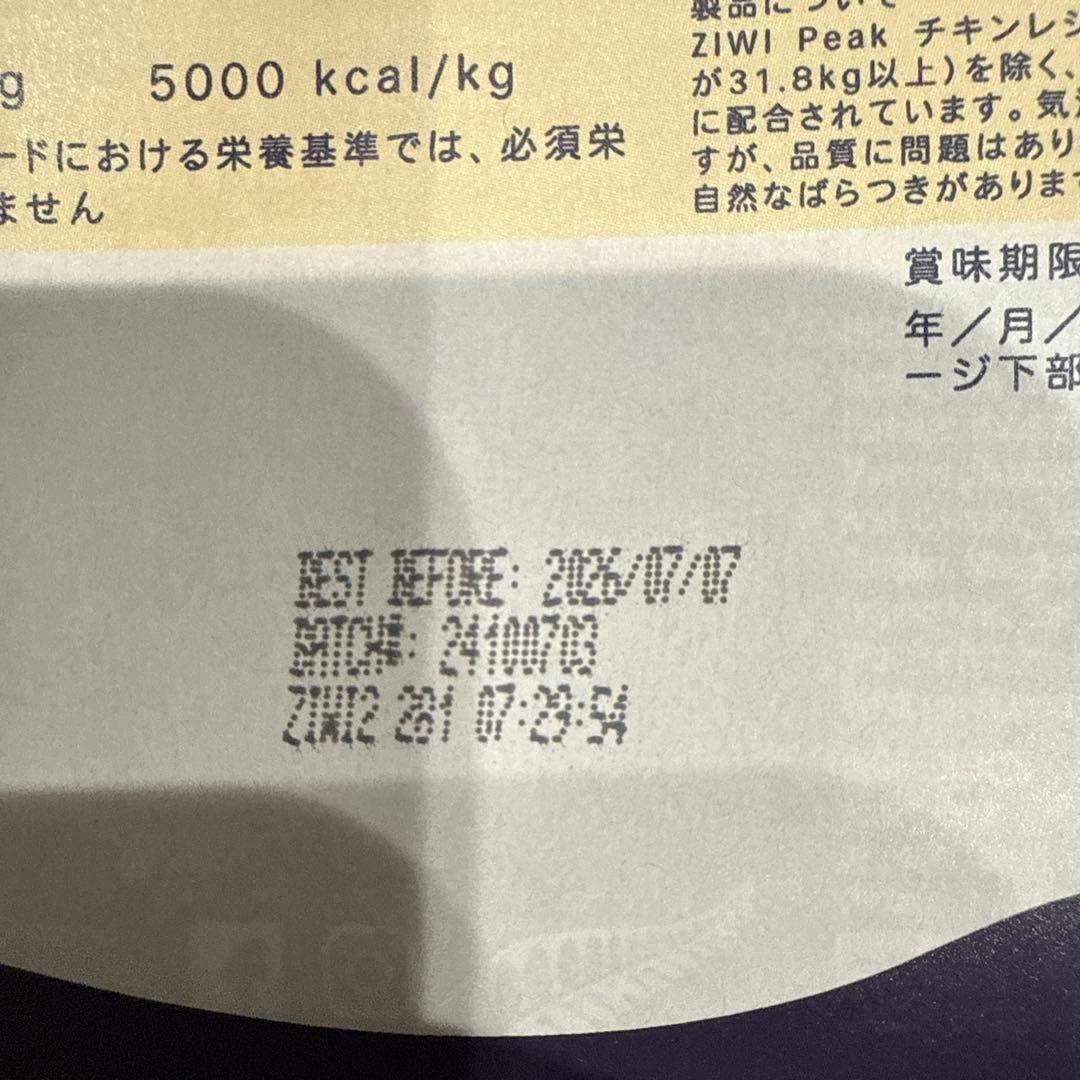 g 5000 kcal/kg
ードにおける栄養基準では、必須栄
ません
製品について
ZIWI Peak チキンレシ
が31.8kg以上)を除く、
に配合されています。気
すが、品質に問題はあり
自然なばらつきがありま
賞味期限
年/月/
ージ下部
BEST BEFORE: 2026/07/07
BATCH#: 24100703
ZIWI2 281 07:29:54